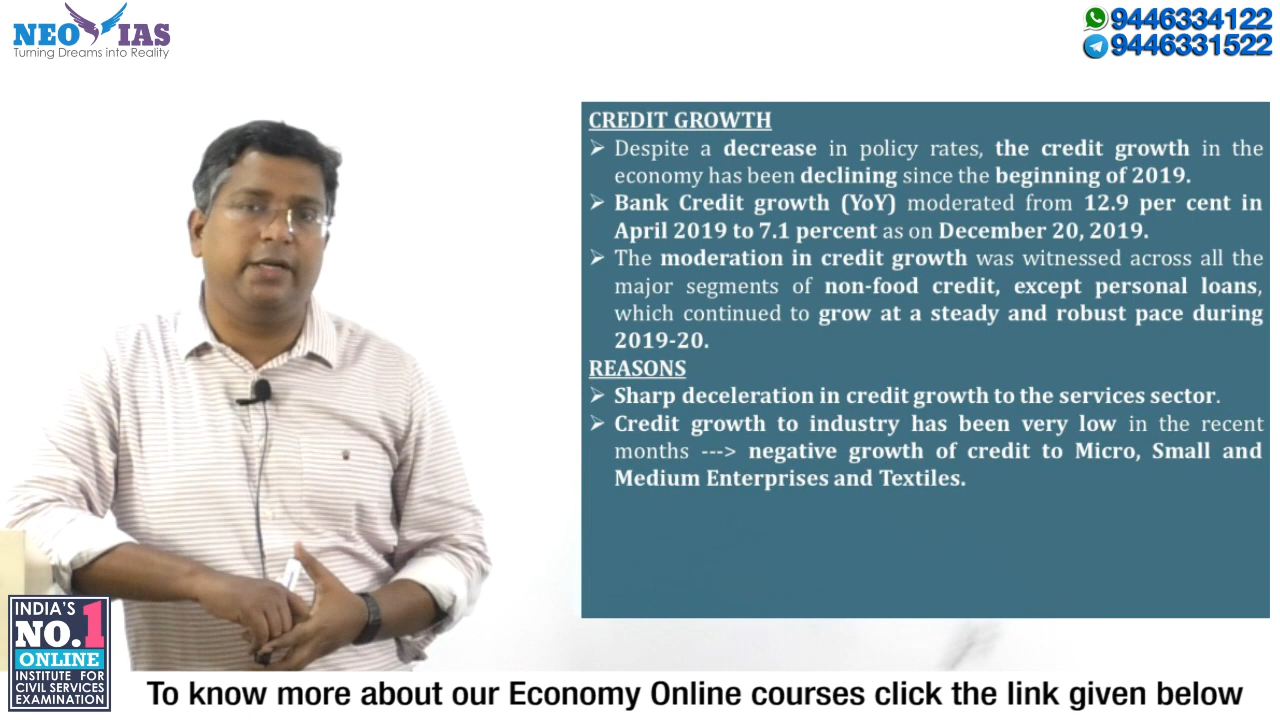 NEO IAS
Turning Dreams into Reality
9446334122
9446331522
CREDIT GROWTH
➢ Despite a decrease in policy rates, the credit growth in the
economy has been declining since the beginning of 2019.
➢ Bank Credit growth (YoY) moderated from 12.9 per cent in
April 2019 to 7.1 percent as on December 20, 2019.
➢ The moderation in credit growth was witnessed across all the
major segments of non-food credit, except personal loans,
which continued to grow at a steady and robust pace during
2019-20.
REASONS
➢ Sharp deceleration in credit growth to the services sector.
➢ Credit growth to industry has been very low in the recent
months ---> negative growth of credit to Micro, Small and
Medium Enterprises and Textiles.
INDIA'S
NO.1
ONLINE
INSTITUTE FOR
CIVIL SERVICES
EXAMINATION
To know more about our Economy Online courses click the link given below